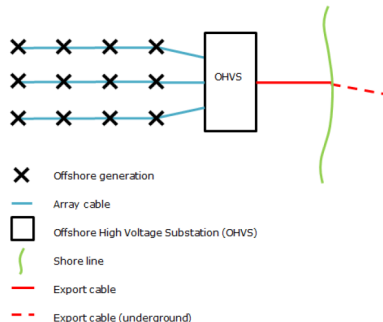 OHVS
Offshore generation
Array cable
Offshore High Voltage Substation (OHVS)
Shore line
Export cable
Export cable (underground)